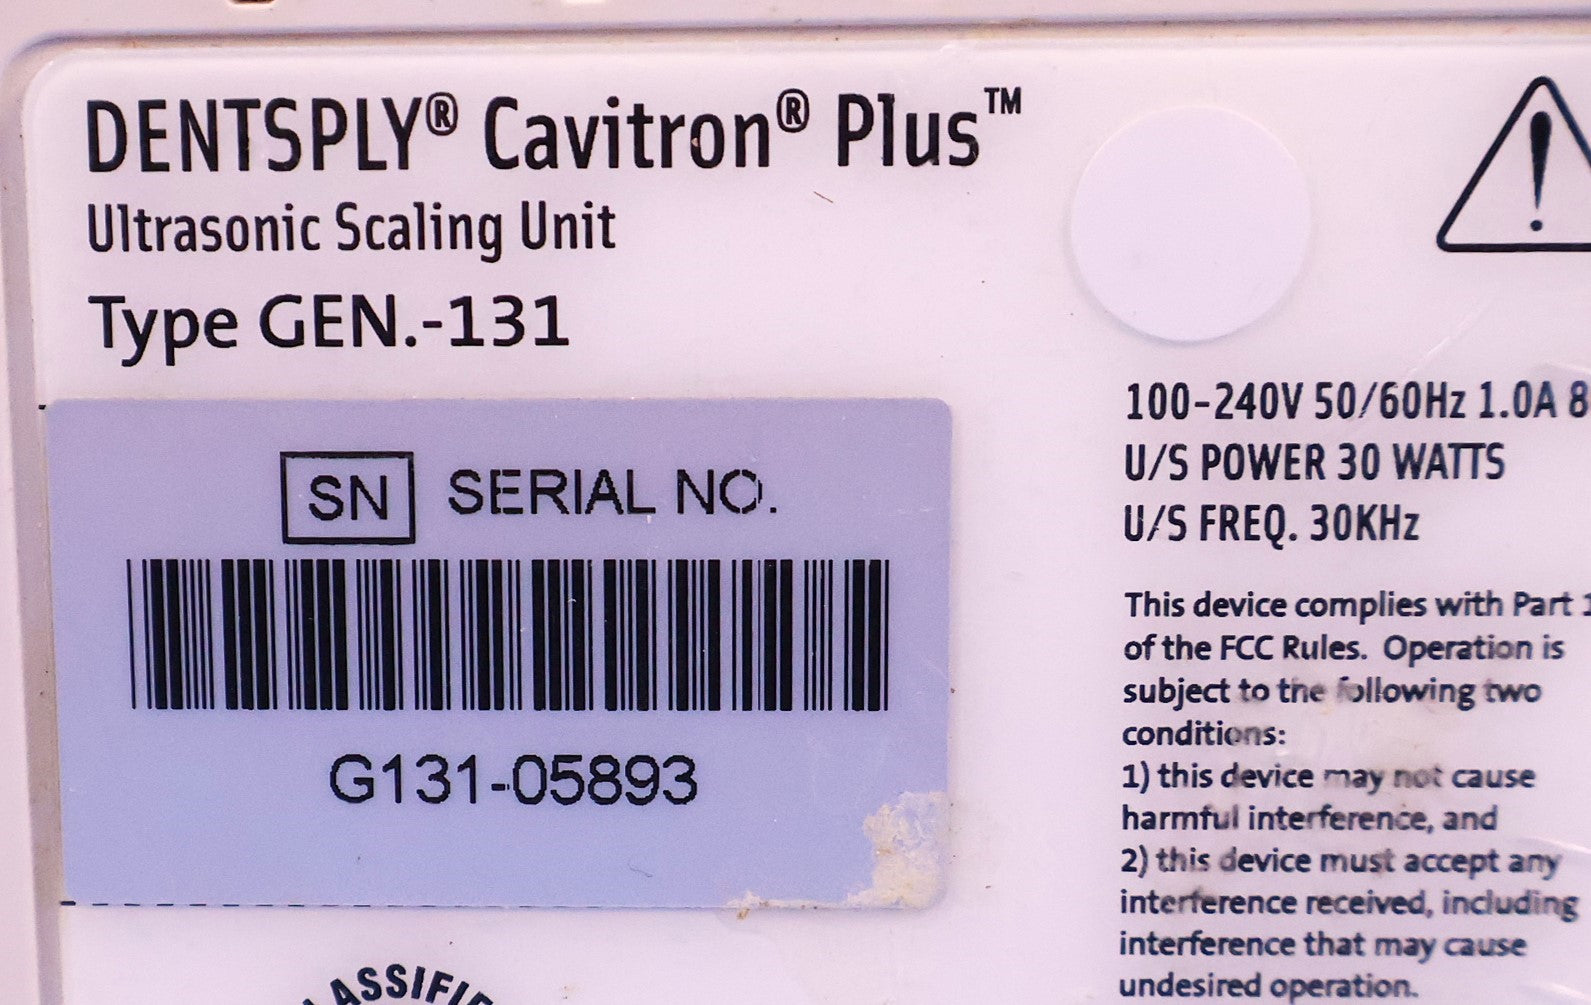 DENTSPLY® Cavitron® Plus™
Ultrasonic Scaling Unit
Type GEN.-131
SN SERIAL NO.
G131-05893
100-240V 50/60Hz 1.0A 8
U/S POWER 30 WATTS
U/S FREQ. 30KHz
This device complies with Part
of the FCC Rules. Operation is
subject to the following two
conditions:
1) this device may not cause
harmful interference, and
2) this device must accept any
interference received, including
interference that may cause
undesired operation.